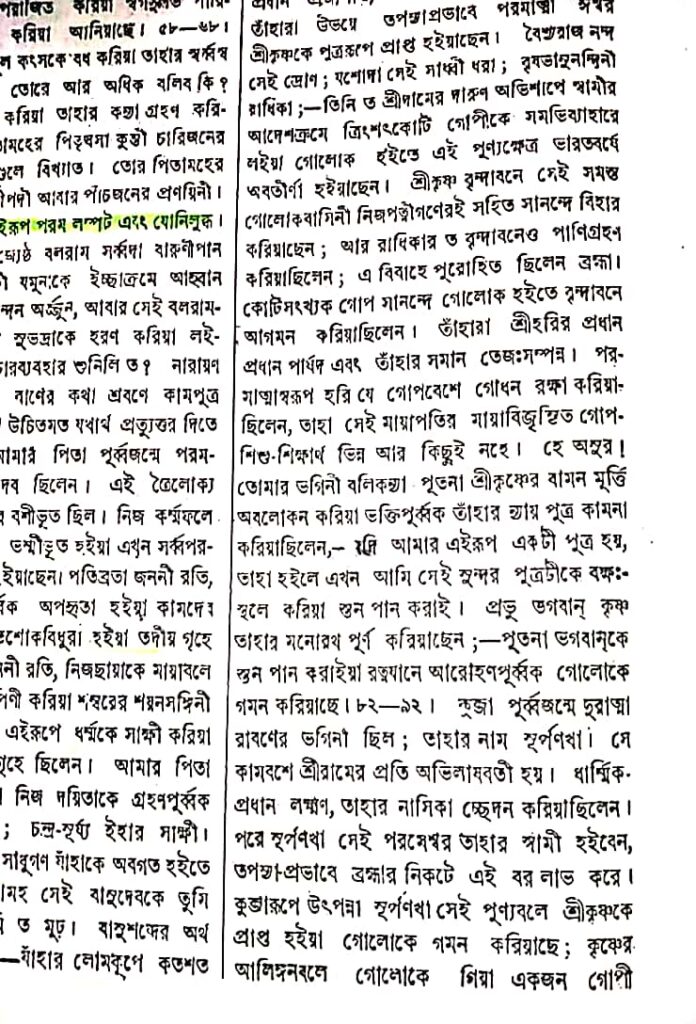 পরাজিত করিয়া
করিয়া আনিয়াছে। ৫৮—৬৮।
কংসকে বধ করিয়া তাহার সর্ব্বস্ব
তোরে আর অধিক বলিব কি?
করিয়া তাহার কন্যা গ্রহণ করি-
মহের পিতৃষসা কুন্তী চারিজনের
বিখ্যাত। তোর পিতামহের
পদী আবার পাঁচজনের প্রণয়িনী।
ইরূপ পরম লম্পট এবং যোনিলুব্ধ।
জ্যেষ্ঠ বলরাম সর্ব্বদা বারুণীপান
যমুনাকে ইচ্ছাক্রমে আহ্বান
ন্দন অর্জ্জুন, আবার সেই বলরাম-
সুভদ্রাকে হরণ করিয়া লই-
চারব্যবহার শুনিলি ত? নারায়ণ
বাণের কথা শ্রবণে কামপুত্র
উচিতমত যথার্থ প্রত্যুত্তর দিতে
আমার পিতা পূর্ব্বজন্মে পরম-
দেব ছিলেন। এই ত্রৈলোক্য
বশীভূত ছিল। নিজ কর্ম্মফলে
ভস্মীভূত হইয়া এখন সর্ব্বপর-
ইয়াছেন। পতিব্রতা জননী রতি,
র্বক অপহৃতা হইয়া কামদেব
শোকবিধুরা হইয়া তদীয় গৃহে
নী রতি, নিজছায়াকে মায়াবলে
পিণী করিয়া শম্বরের শয়নসঙ্গিনী
এইরূপে ধর্ম্মকে সাক্ষী করিয়া
গৃহে ছিলেন। আমার পিতা
নিজ দয়িতাকে গ্রহণপূর্ব্বক
; চন্দ্র-সূর্য্য ইহার সাক্ষী।
সাধুগণ যাঁহাকে অবগত হইতে
মহ সেই বাসুদেবকে তুমি
ত মূঢ়। বাসুশব্দের অর্থ
—যাঁহার লোমকূপে কতশত
তাঁহারা উভয়ে তপস্যাপ্রভাবে পরমাত্মা ঈশ্বর
শ্রীকৃষ্ণকে পুত্ররূপে প্রাপ্ত হইয়াছেন। বৈশ্যরাজ নন্দ
সেই দ্রোণ; যশোদা সেই সাধ্বী ধরা; বৃষভানুনন্দিনী
রাধিকা;—তিনি ত শ্রীদামের দারুণ অভিশাপে স্বামীর
আদেশক্রমে ত্রিংশৎকোটি গোপীকে সমভিব্যাহারে
লইয়া গোলোক হইতে এই পুণ্যক্ষেত্র ভারতবর্ষে
অবতীর্ণা হইয়াছেন। শ্রীকৃষ্ণ বৃন্দাবনে সেই সমস্ত
গোলোকবাসিনী নিজপত্নীগণেরই সহিত সানন্দে বিহার
করিয়াছেন; আর রাধিকার ত বৃন্দাবনেও পাণিগ্রহণ
করিয়াছিলেন; এ বিবাহে পুরোহিত ছিলেন ব্রহ্মা।
কোটিসংখ্যক গোপ সানন্দে গোলোক হইতে বৃন্দাবনে
আগমন করিয়াছিলেন। তাঁহারা শ্রীহরির প্রধান
প্রধান পার্ষদ এবং তাঁহার সমান তেজঃসম্পন্ন। পর-
মাত্মাস্বরূপ হরি যে গোপবেশে গোধন রক্ষা করিয়া-
ছিলেন, তাহা সেই মায়াপতির মায়াবিজৃম্ভিত গোপ-
শিশু-শিক্ষার্থ ভিন্ন আর কিছুই নহে। হে অসুর!
তোমার ভগিনী বলিকন্যা পূতনা শ্রীকৃষ্ণের বামন মূর্ত্তি
অবলোকন করিয়া ভক্তিপূর্ব্বক তাঁহার ন্যায় পুত্র কামনা
করিয়াছিলেন,— যদি আমার এইরূপ একটী পুত্র হয়,
তাহা হইলে এখন আমি সেই সুন্দর পুত্রটীকে বক্ষঃ-
স্থলে করিয়া স্তন পান করাই। প্রভু ভগবান্ কৃষ্ণ
তাহার মনোরথ পূর্ণ করিয়াছেন;—পূতনা ভগবান্‌কে
স্তন পান করাইয়া রত্নযানে আরোহণপূর্ব্বক গোলোকে
গমন করিয়াছে। ৮২—৯২। কুব্জা পূর্ব্বজন্মে দুরাত্মা
রাবণের ভগিনী ছিল; তাহার নাম সূর্পণখা। সে
কামবশে শ্রীরামের প্রতি অভিলাষবতী হয়। ধার্ম্মিক-
প্রধান লক্ষ্মণ, তাহার নাসিকা চ্ছেদন করিয়াছিলেন।
পরে সূর্পণখা সেই পরমেশ্বর তাহার স্বামী হইবেন,
তপস্যা-প্রভাবে ব্রহ্মার নিকটে এই বর লাভ করে।
কুব্জারূপে উৎপন্না সূর্পণখা সেই পুণ্যবলে শ্রীকৃষ্ণকে
প্রাপ্ত হইয়া গোলোকে গমন করিয়াছে; কৃষ্ণের
আলিঙ্গনবলে গোলোকে গিয়া একজন গোপী